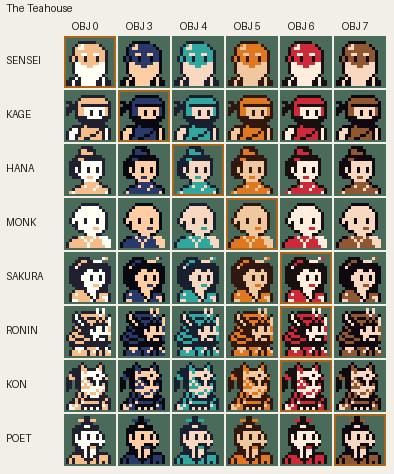 The Teahouse
OBJ 0 OBJ 3 OBJ 4 OBJ 5 OBJ 6 OBJ 7
SENSEI
KAGE
HANA
MONK
SAKURA
RONIN
KON
POET